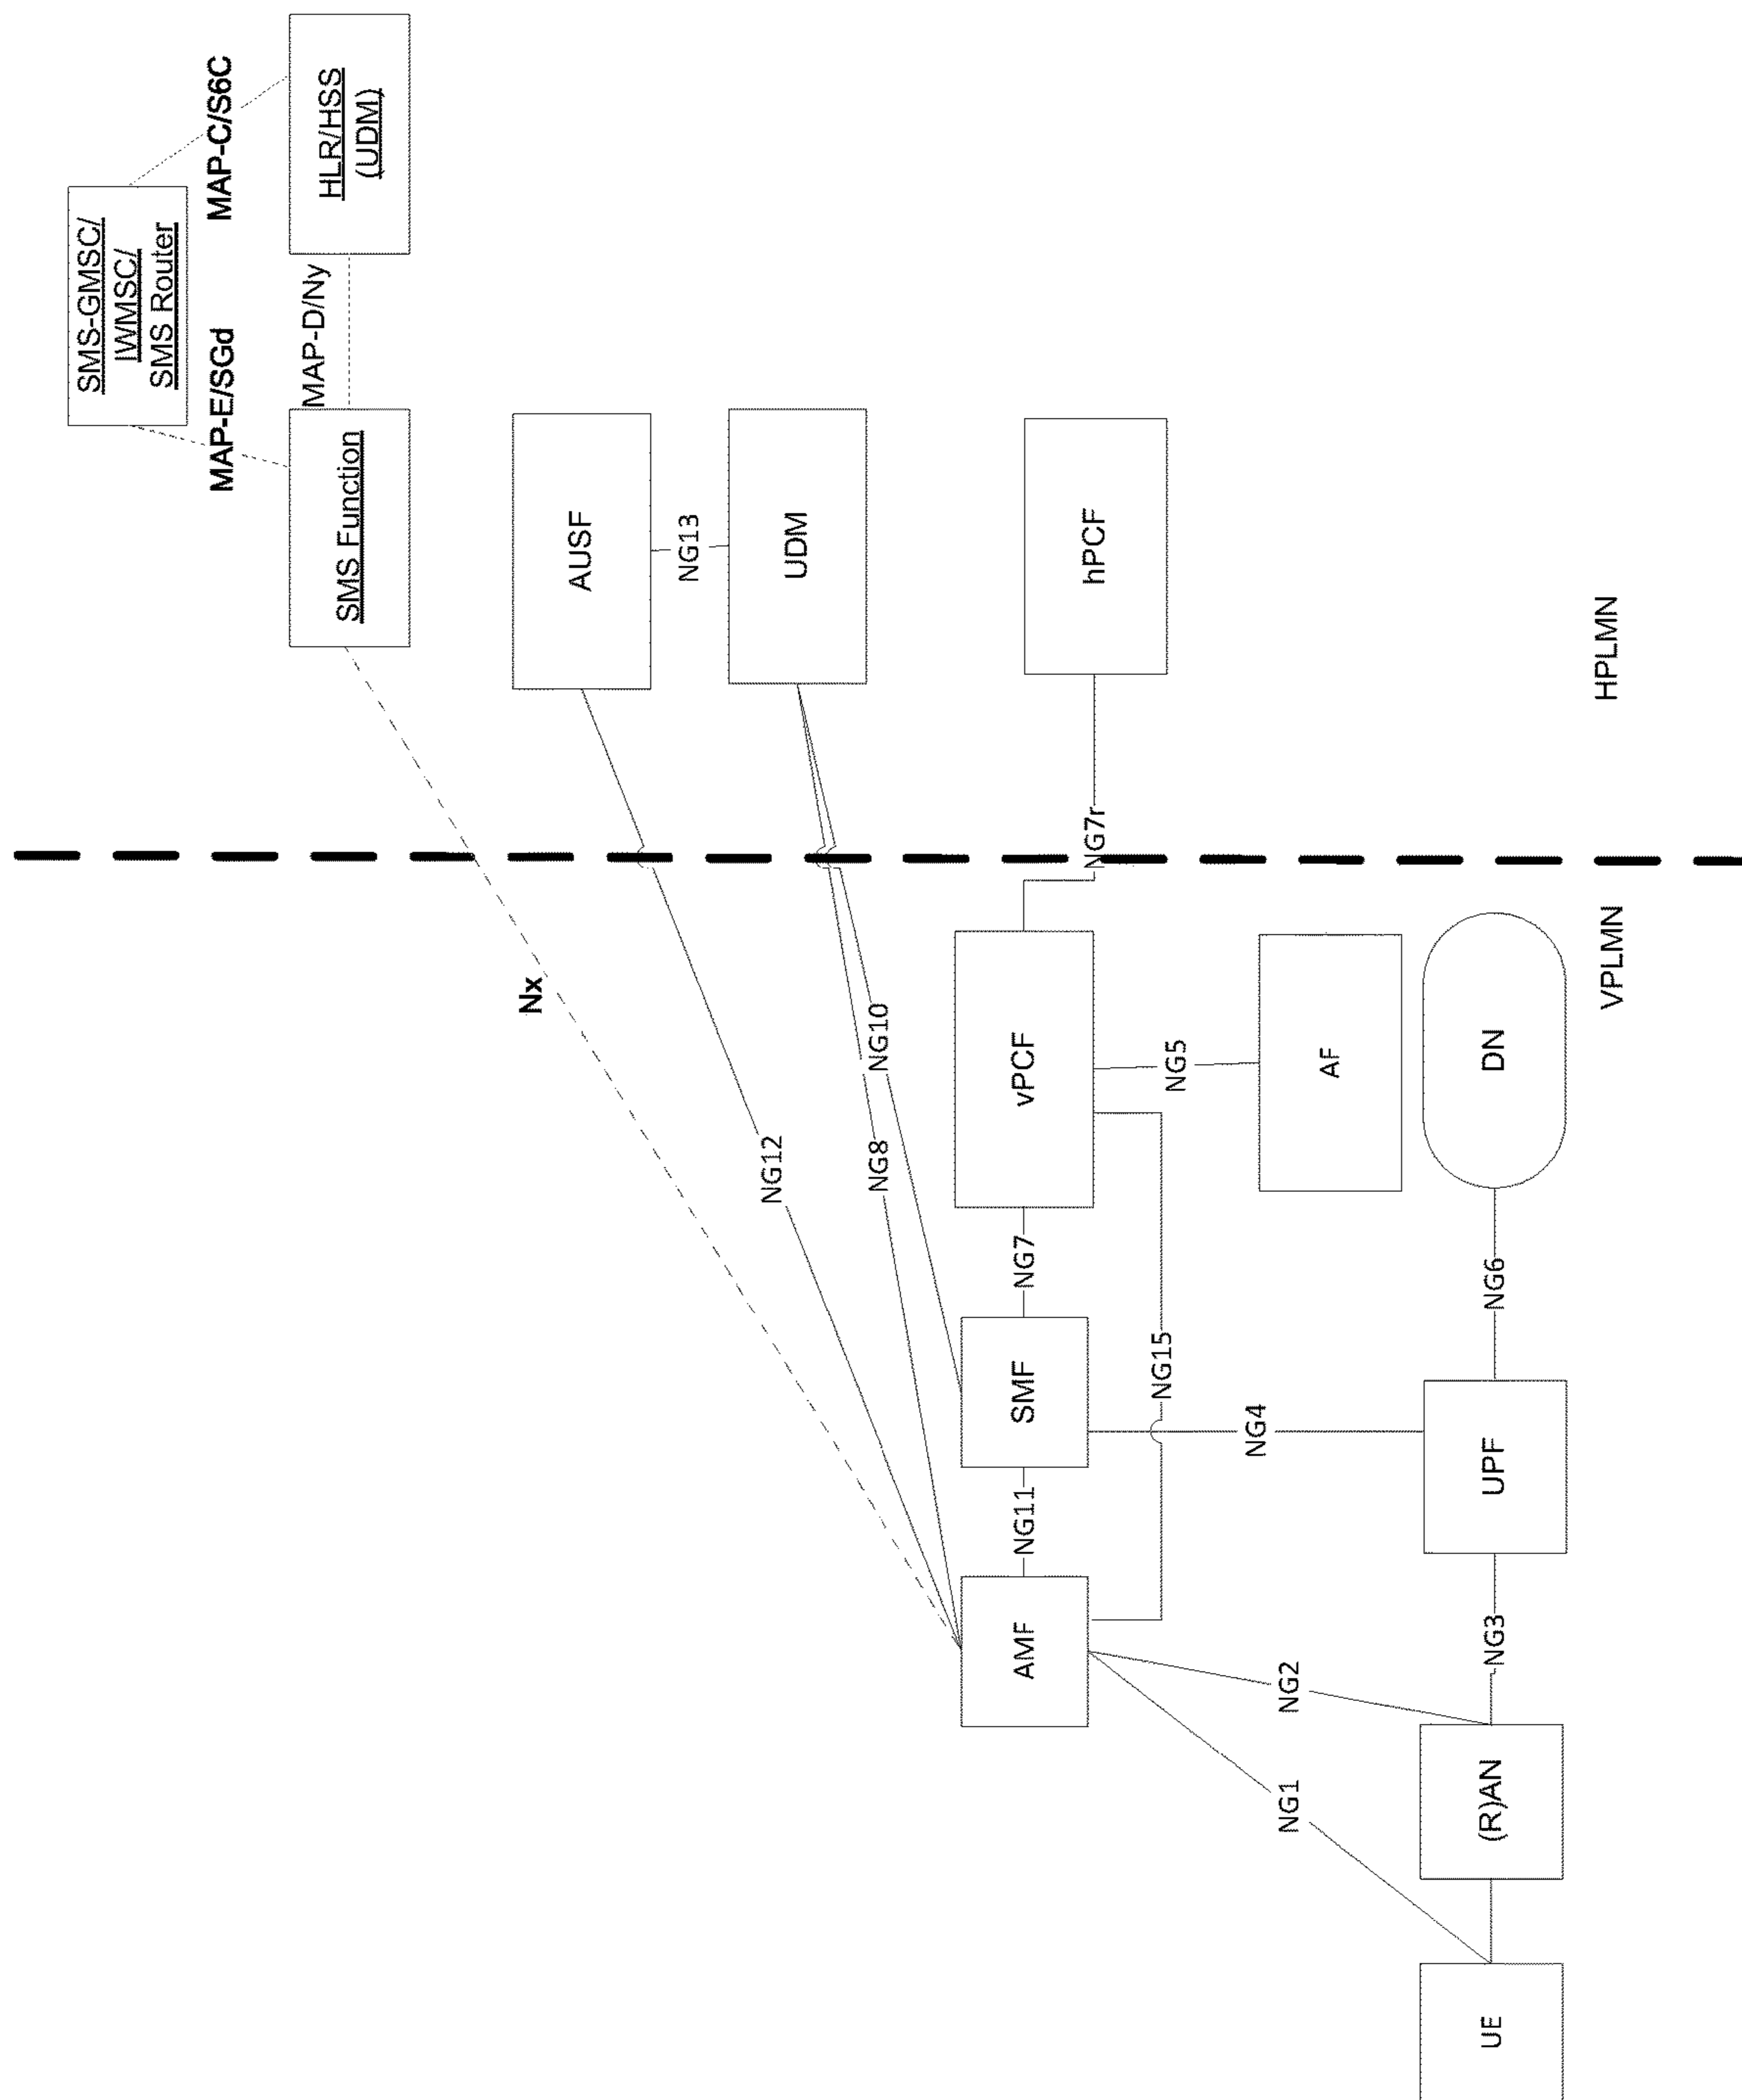 SMS-GMSC/
IWMSC/
SMS Router
MAP-E/SGd
MAP-C/S6C
SMS Function
MAP-D/Ny
HLR/HSS
(UDM)
Nx
AUSF
NG13
NG12
UDM
NG8
NG10
AMF
NG11
SMF
NG7
vPCF
NG7r
hPCF
NG15
NG5
NG1
NG2
NG4
AF
UE
(R)AN
NG3
UPF
NG6
DN
VPLMN
HPLMN